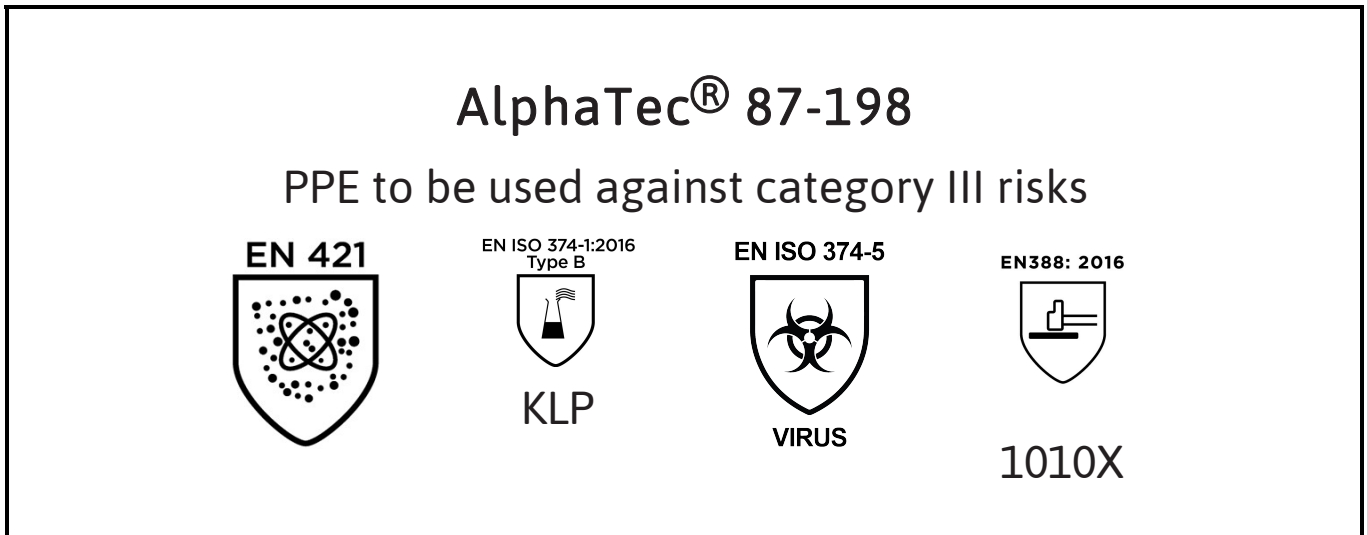 AlphaTec® 87-198
PPE to be used against category III risks
EN 421
EN ISO 374-1:2016
Type B
KLP
EN ISO 374-5
VIRUS
EN388: 2016
1010X